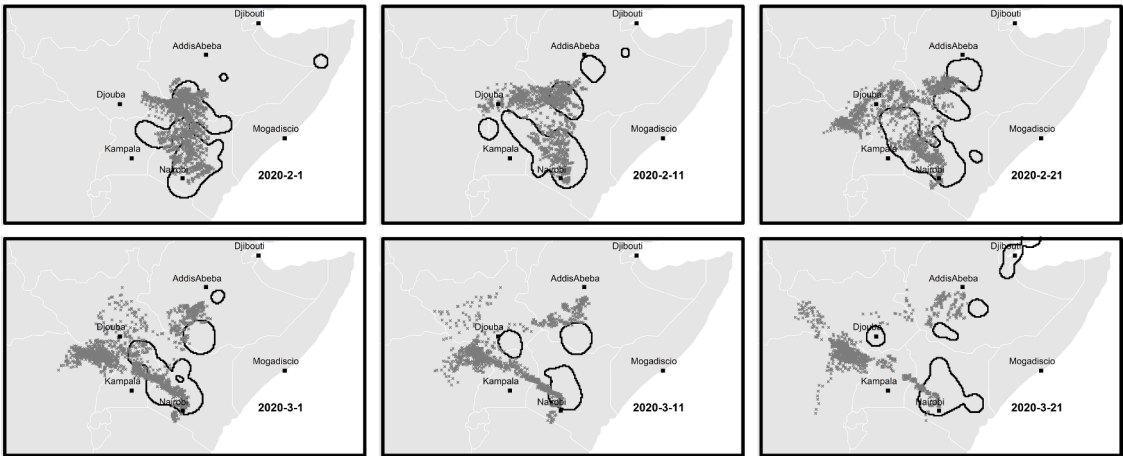 Djibouti
AddisAbeba
Djouba
Mogadiscio
Kampala
Nairobi
2020-2-1
Djibouti
AddisAbeba
Djouba
Mogadiscio
Kampala
Nairobi
2020-2-11
Djibouti
AddisAbeba
Djouba
Mogadiscio
Kampala
Nairobi
2020-2-21
Djibouti
AddisAbeba
Djouba
Mogadiscio
Kampala
Nairobi
2020-3-1
Djibouti
AddisAbeba
Djouba
Mogadiscio
Kampala
Nairobi
2020-3-11
Djibouti
AddisAbeba
Djouba
Mogadiscio
Kampala
Nairobi
2020-3-21